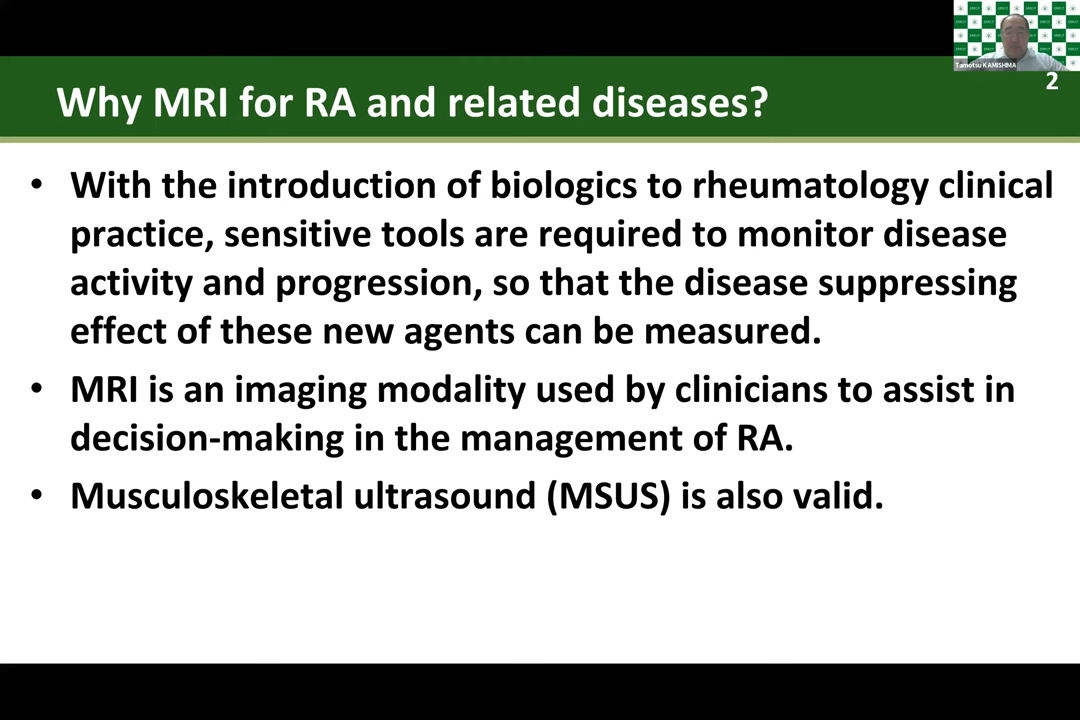 Tamotsu KAMISHIMA
2
Why MRI for RA and related diseases?
• With the introduction of biologics to rheumatology clinical
practice, sensitive tools are required to monitor disease
activity and progression, so that the disease suppressing
effect of these new agents can be measured.
• MRI is an imaging modality used by clinicians to assist in
decision-making in the management of RA.
• Musculoskeletal ultrasound (MSUS) is also valid.